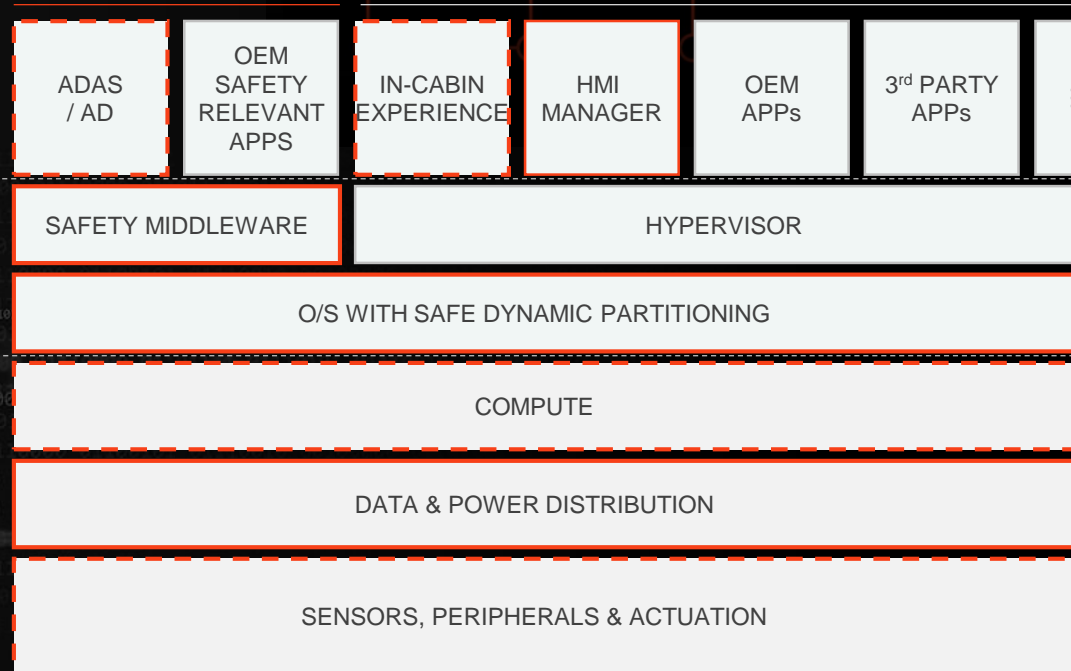 ADAS
/ AD
OEM
SAFETY
RELEVANT
APPS
IN-CABIN
EXPERIENCE
HMI
MANAGER
OEM
APPs
3rd PARTY
APPs
SAFETY MIDDLEWARE
HYPERVISOR
O/S WITH SAFE DYNAMIC PARTITIONING
COMPUTE
DATA & POWER DISTRIBUTION
SENSORS, PERIPHERALS & ACTUATION